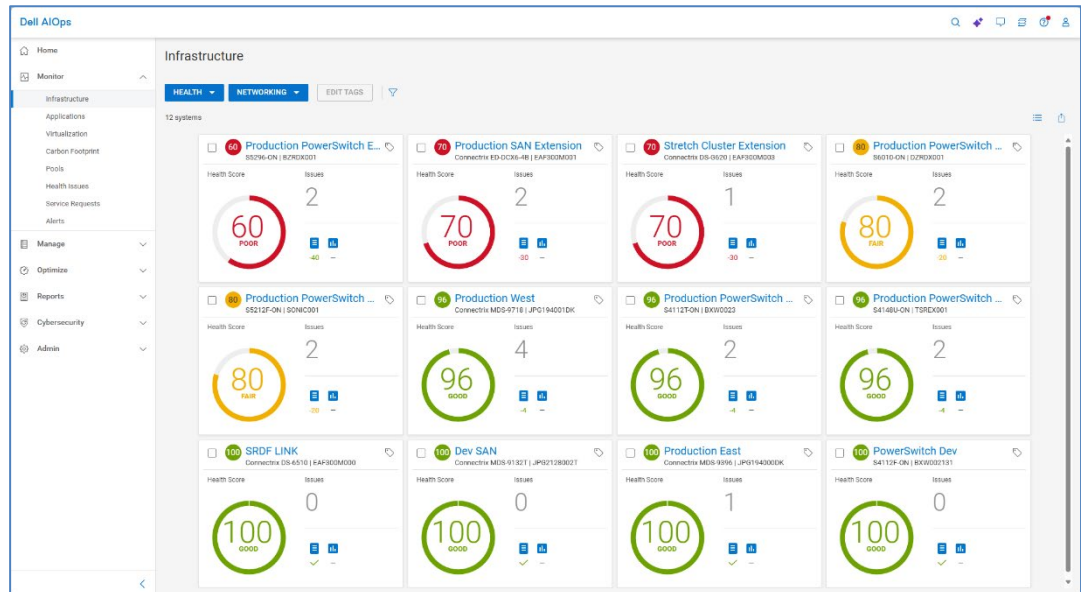 Dell AIOps
Home
Monitor
Infrastructure
Applications
Virtualization
Carbon Footprint
Pools
Health Issues
Service Requests
Alerts
Manage
Optimize
Reports
Cybersecurity
Admin
Infrastructure
HEALTH NETWORKING EDIT TAGS
12 systems
60 Production PowerSwitch E...
S5296-ON | BZRDX001
Health Score Issues
2
60
POOR
-40 –
70 Production SAN Extension
Connectrix ED-DCX6-4B | EAF300M001
Health Score Issues
2
70
POOR
-30 –
70 Stretch Cluster Extension
Connectrix DS-G620 | EAF300M003
Health Score Issues
1
70
POOR
-30 –
80 Production PowerSwitch ...
S6010-ON | DZRDX001
Health Score Issues
2
80
FAIR
-20 –
80 Production PowerSwitch ...
S5212F-ON | SONIC001
Health Score Issues
2
80
FAIR
-20 –
96 Production West
Connectrix MDS-9718 | JPG194001DK
Health Score Issues
4
96
GOOD
-4 –
96 Production PowerSwitch ...
S4112T-ON | BXW0023
Health Score Issues
2
96
GOOD
-4 –
96 Production PowerSwitch ...
S4148U-ON | TSREX001
Health Score Issues
2
96
GOOD
-4 –
100 SRDF LINK
Connectrix DS-6510 | EAF300M000
Health Score Issues
0
100
GOOD
–
100 Dev SAN
Connectrix MDS-9132T | JPG2128002T
Health Score Issues
0
100
GOOD
–
100 Production East
Connectrix MDS-9396 | JPG194000DK
Health Score Issues
1
100
GOOD
–
100 PowerSwitch Dev
S4112F-ON | BXW002131
Health Score Issues
0
100
GOOD
–